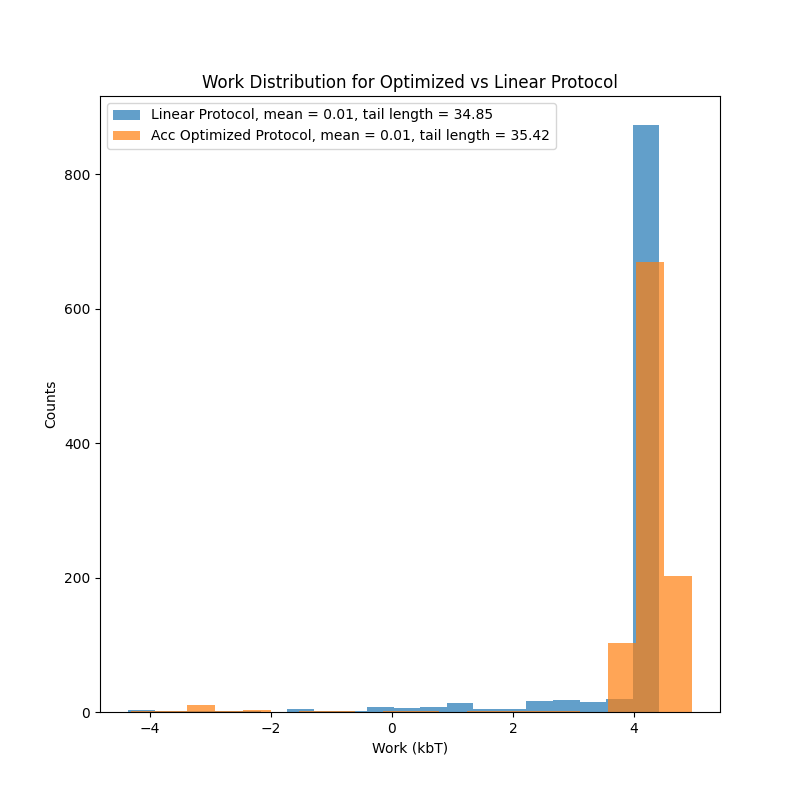 Work Distribution for Optimized vs Linear Protocol
Linear Protocol, mean = 0.01, tail length = 34.85
Acc Optimized Protocol, mean = 0.01, tail length = 35.42
800
600
400
200
0
Counts
−4
−2
0
2
4
Work (kbT)